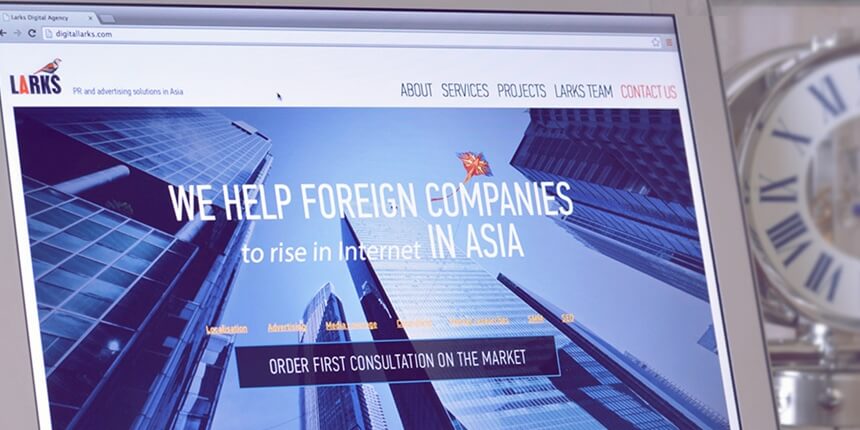 Larks Digital Agency
digitallarks.com
LARKS
PR and advertising solutions in Asia
ABOUT SERVICES PROJECTS LARKS TEAM CONTACT US
WE HELP FOREIGN COMPANIES
to rise in Internet IN ASIA
Localisation Advertising Media coverage SMM SEO
ORDER FIRST CONSULTATION ON THE MARKET